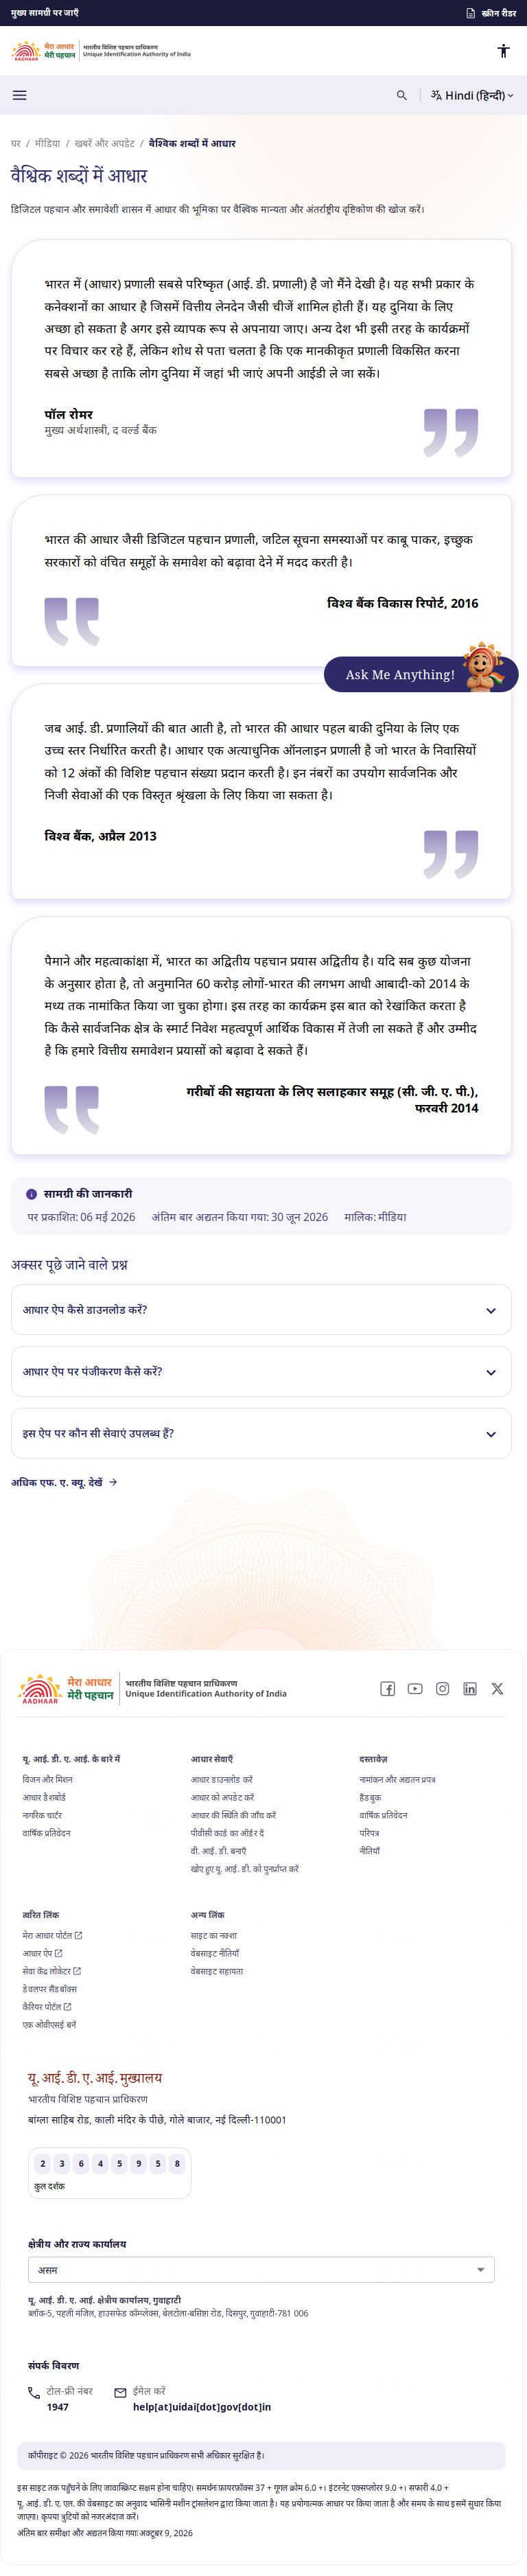 मुख्य सामग्री पर जाएँ
स्क्रीन रीडर
AADHAAR
मेरा आधार
मेरी पहचान
भारतीय विशिष्ट पहचान प्राधिकरण
Unique Identification Authority of India
Hindi (हिन्दी)
घर / मीडिया / खबरें और अपडेट / वैश्विक शब्दों में आधार
वैश्विक शब्दों में आधार
डिजिटल पहचान और समावेशी शासन में आधार की भूमिका पर वैश्विक मान्यता और अंतर्राष्ट्रीय दृष्टिकोण की खोज करें।
भारत में (आधार) प्रणाली सबसे परिष्कृत (आई. डी. प्रणाली) है जो मैंने देखी है। यह सभी प्रकार के
कनेक्शनों का आधार है जिसमें वित्तीय लेनदेन जैसी चीजें शामिल होती हैं। यह दुनिया के लिए
अच्छा हो सकता है अगर इसे व्यापक रूप से अपनाया जाए। अन्य देश भी इसी तरह के कार्यक्रमों
पर विचार कर रहे हैं, लेकिन शोध से पता चलता है कि एक मानकीकृत प्रणाली विकसित करना
सबसे अच्छा है ताकि लोग दुनिया में जहां भी जाएं अपनी आईडी ले जा सकें।
पॉल रोमर
मुख्य अर्थशास्त्री, द वर्ल्ड बैंक
भारत की आधार जैसी डिजिटल पहचान प्रणाली, जटिल सूचना समस्याओं पर काबू पाकर, इच्छुक
सरकारों को वंचित समूहों के समावेश को बढ़ावा देने में मदद करती है।
विश्व बैंक विकास रिपोर्ट, 2016
Ask Me Anything!
जब आई. डी. प्रणालियों की बात आती है, तो भारत की आधार पहल बाकी दुनिया के लिए एक
उच्च स्तर निर्धारित करती है। आधार एक अत्याधुनिक ऑनलाइन प्रणाली है जो भारत के निवासियों
को 12 अंकों की विशिष्ट पहचान संख्या प्रदान करती है। इन नंबरों का उपयोग सार्वजनिक और
निजी सेवाओं की एक विस्तृत श्रृंखला के लिए किया जा सकता है।
विश्व बैंक, अप्रैल 2013
पैमाने और महत्वाकांक्षा में, भारत का अद्वितीय पहचान प्रयास अद्वितीय है। यदि सब कुछ योजना
के अनुसार होता है, तो अनुमानित 60 करोड़ लोगों-भारत की लगभग आधी आबादी-को 2014 के
मध्य तक नामांकित किया जा चुका होगा। इस तरह का कार्यक्रम इस बात को रेखांकित करता है
कि कैसे सार्वजनिक क्षेत्र के स्मार्ट निवेश महत्वपूर्ण आर्थिक विकास में तेजी ला सकते हैं और उम्मीद
है कि हमारे वित्तीय समावेशन प्रयासों को बढ़ावा दे सकते हैं।
गरीबों की सहायता के लिए सलाहकार समूह (सी. जी. ए. पी.),
फरवरी 2014
सामग्री की जानकारी
पर प्रकाशित: 06 मई 2026 अंतिम बार अद्यतन किया गया: 30 जून 2026 मालिक: मीडिया
अक्सर पूछे जाने वाले प्रश्न
आधार ऐप कैसे डाउनलोड करें?
आधार ऐप पर पंजीकरण कैसे करें?
इस ऐप पर कौन सी सेवाएं उपलब्ध हैं?
अधिक एफ. ए. क्यू. देखें
AADHAAR
मेरा आधार
मेरी पहचान
भारतीय विशिष्ट पहचान प्राधिकरण
Unique Identification Authority of India
यू. आई. डी. ए. आई. के बारे में
विजन और मिशन
आधार डैशबोर्ड
नागरिक चार्टर
वार्षिक प्रतिवेदन
आधार सेवाएँ
आधार डाउनलोड करें
आधार को अपडेट करें
आधार की स्थिति की जाँच करें
पीवीसी कार्ड का ऑर्डर दें
वी. आई. डी. बनाएँ
खोए हुए यू. आई. डी. को पुनर्प्राप्त करें
दस्तावेज़
नामांकन और अद्यतन प्रपत्र
हैंडबुक
वार्षिक प्रतिवेदन
परिपत्र
नीतियाँ
त्वरित लिंक
मेरा आधार पोर्टल
आधार ऐप
सेवा केंद्र लोकेटर
डेवलपर सैंडबॉक्स
कैरियर पोर्टल
एक ओवीएसई बनें
अन्य लिंक
साइट का नक्शा
वेबसाइट नीतियाँ
वेबसाइट सहायता
यू. आई. डी. ए. आई. मुख्यालय
भारतीय विशिष्ट पहचान प्राधिकरण
बांग्ला साहिब रोड, काली मंदिर के पीछे, गोले बाजार, नई दिल्ली-110001
2 3 6 4 5 9 5 8
कुल दर्शक
क्षेत्रीय और राज्य कार्यालय
असम
यू. आई. डी. ए. आई. क्षेत्रीय कार्यालय, गुवाहाटी
ब्लॉक-5, पहली मंजिल, हाउसफेड कॉम्प्लेक्स, बेलटोला-बसिष्ठा रोड, दिसपुर, गुवाहाटी-781 006
संपर्क विवरण
टोल-फ्री नंबर
1947
ईमेल करें
help[at]uidai[dot]gov[dot]in
कॉपीराइट © 2026 भारतीय विशिष्ट पहचान प्राधिकरण सभी अधिकार सुरक्षित हैं।
इस साइट तक पहुँचने के लिए जावास्क्रिप्ट सक्षम होना चाहिए। समर्थन फ़ायरफ़ॉक्स 37 + गूगल क्रोम 6.0 +। इंटरनेट एक्सप्लोरर 9.0 +। सफारी 4.0 +
यू. आई. डी. ए. एल. की वेबसाइट का अनुवाद भाषिनी मशीन ट्रांसलेशन द्वारा किया जाता है। यह प्रयोगात्मक आधार पर किया जाता है और समय के साथ इसमें सुधार किया
जाएगा। कृपया त्रुटियों को नजरअंदाज करें।
अंतिम बार समीक्षा और अद्यतन किया गयाः अक्टूबर 9, 2026